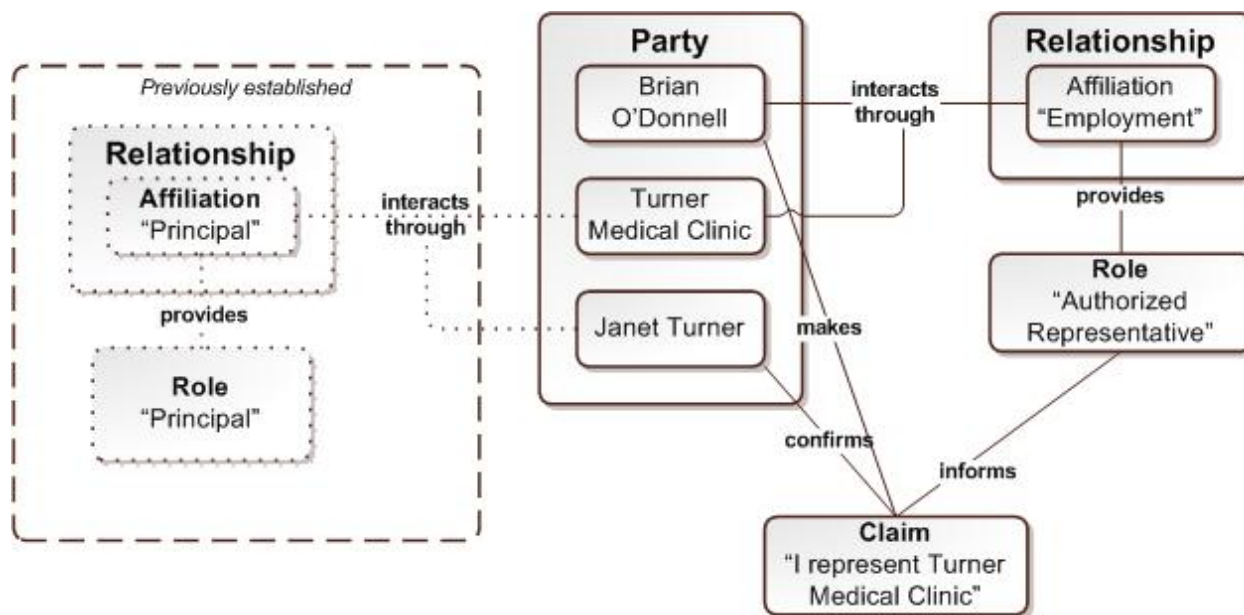 Previously established
Relationship
Affiliation
“Principal”
provides
Role
“Principal”
interacts
through
Party
Brian
O’Donnell
Turner
Medical Clinic
Janet Turner
interacts
through
Relationship
Affiliation
“Employment”
provides
Role
“Authorized
Representative”
makes
confirms
informs
Claim
“I represent Turner
Medical Clinic”